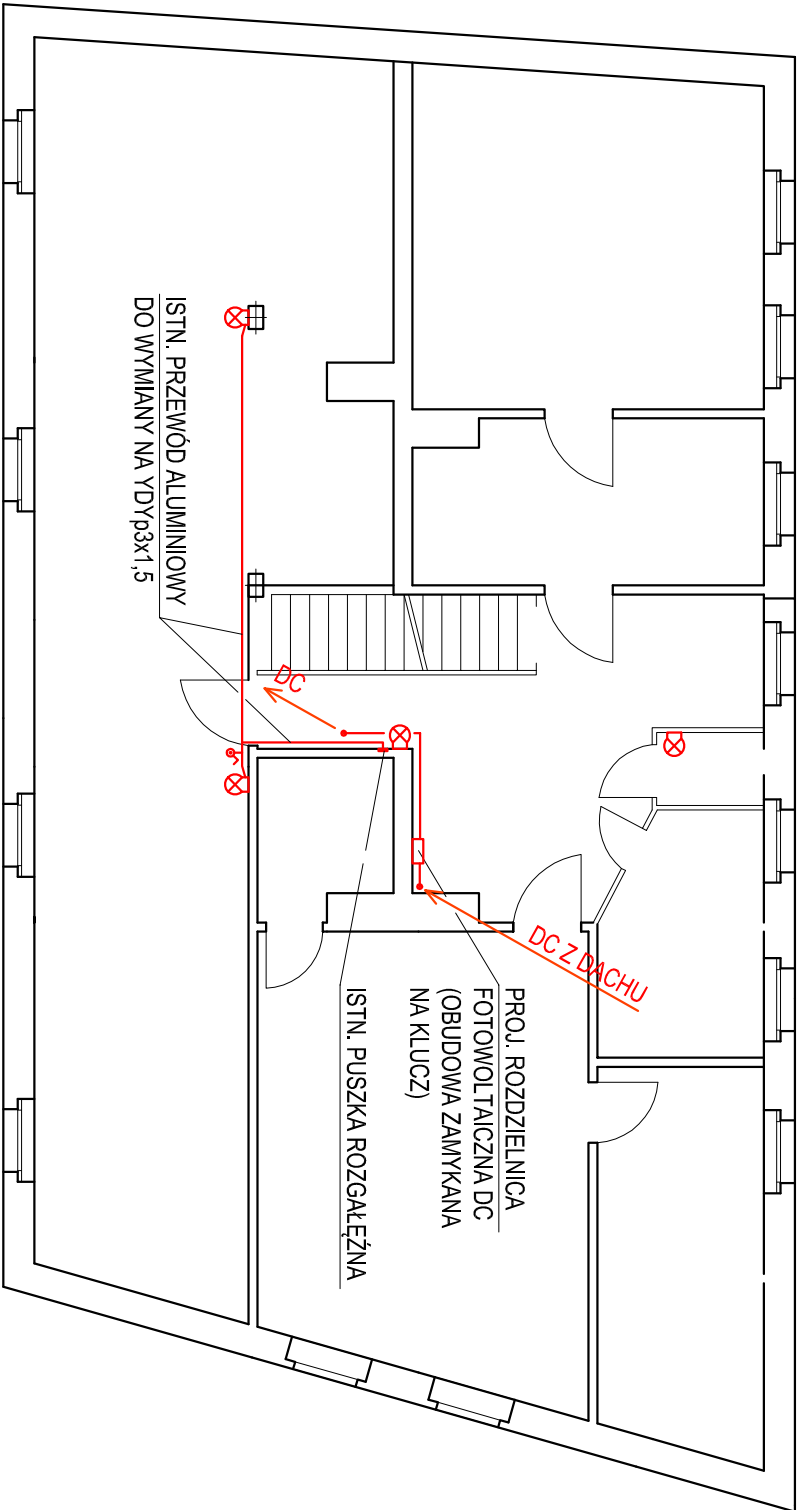 PROJ. ROZDZIELNICA
FOTOWOLTAICZNA DC
(OBUDOWA ZAMYKANA
NA KLUCZ)
DC Z DACHU
ISTN. PUSZKA ROZGAŁĘŹNA
DC
ISTN. PRZEWÓD ALUMINIOWY
DO WYMIANY NA YDYp3x1,5